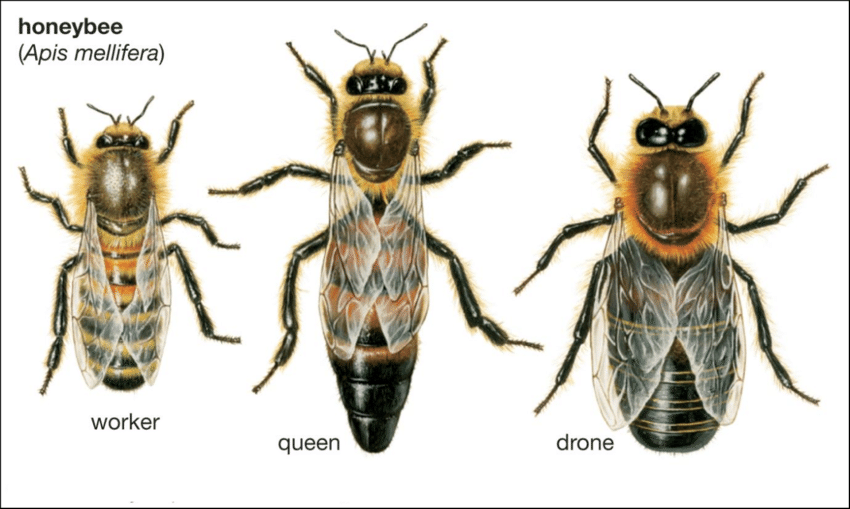 honeybee
(Apis mellifera)
worker
queen
drone